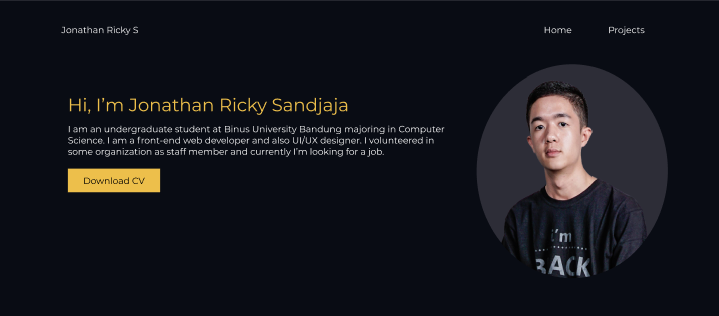 Jonathan Ricky S
Home
Projects
Hi, I'm Jonathan Ricky Sandjaja
I am an undergraduate student at Binus University Bandung majoring in Computer
Science. I am a front-end web developer and also UI/UX designer. I volunteered in
some organization as staff member and currently I'm looking for a job.
Download CV
i'm
BACK